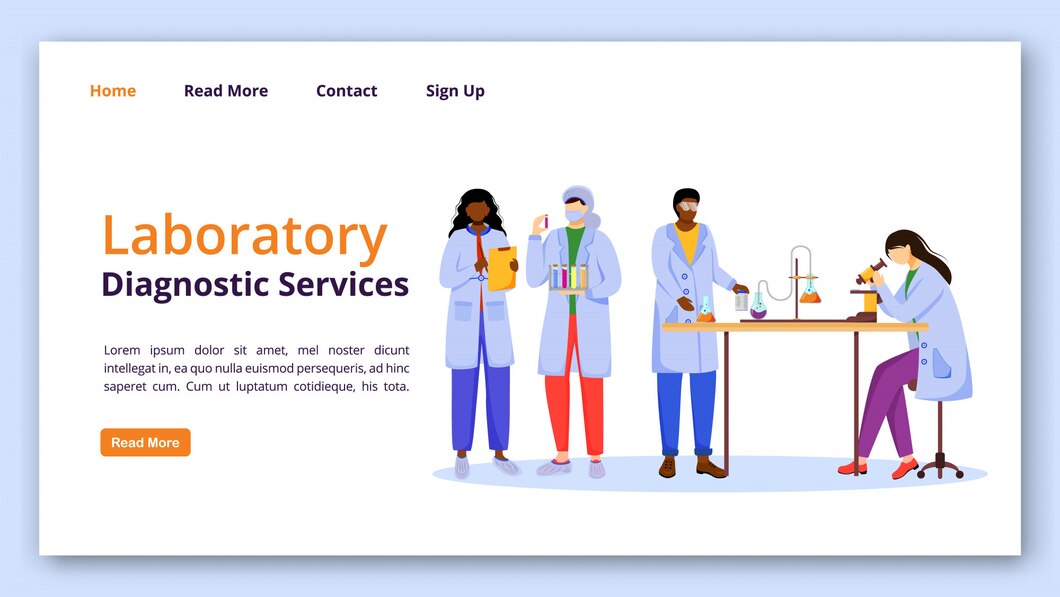 Home Read More Contact Sign Up
Laboratory
Diagnostic Services
Lorem ipsum dolor sit amet, mel noster dicunt
intellegat in, ea quo nulla euismod persequeris, ad hinc
saperet cum. Cum ut luptatum cotidieque, his tota.
Read More